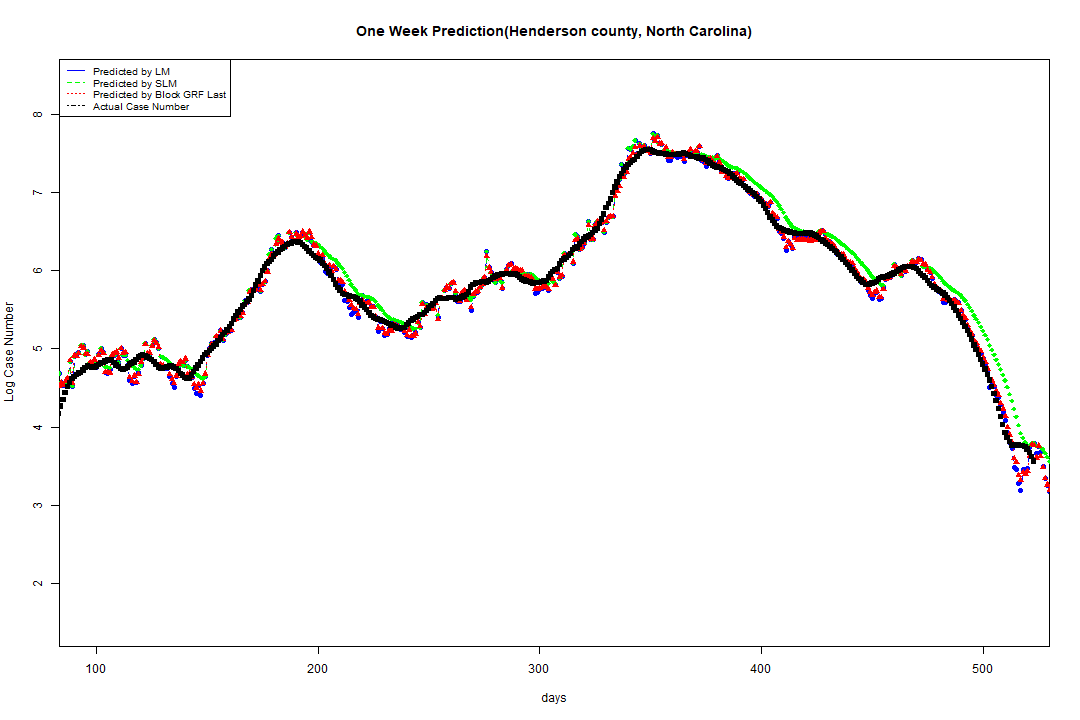 One Week Prediction(Henderson county, North Carolina)
Predicted by LM
Predicted by SLM
Predicted by Block GRF Last
Actual Case Number
Log Case Number
8
7
6
5
4
3
2
100 200 300 400 500
days